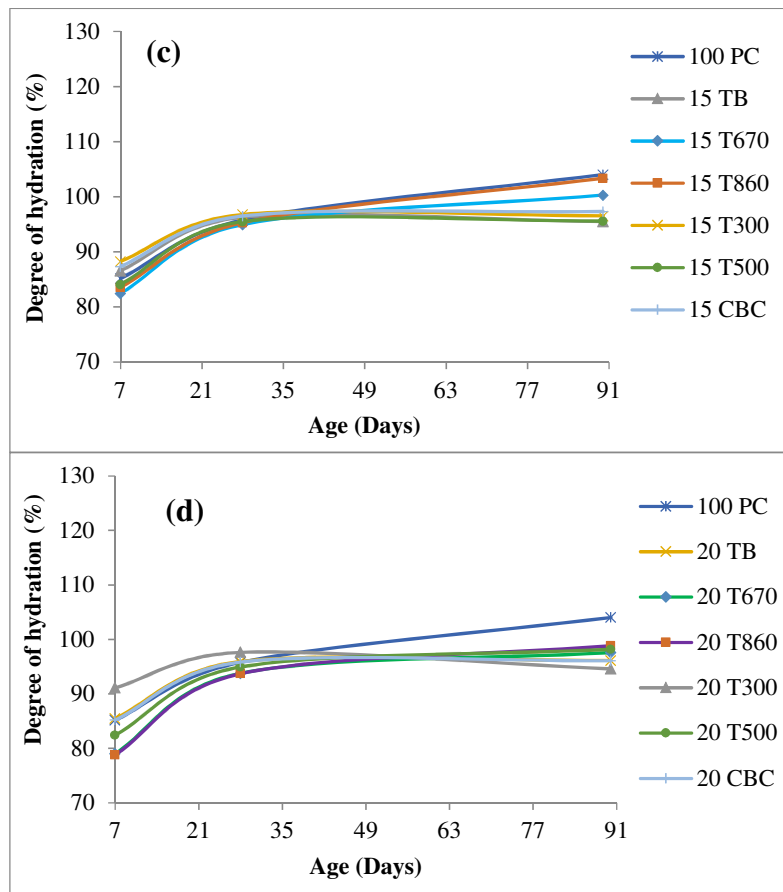 (c)
Degree of hydration (%)
130
120
110
100
90
80
70
7 21 35 49 63 77 91
Age (Days)
100 PC
15 TB
15 T670
15 T860
15 T300
15 T500
15 CBC
(d)
Degree of hydration (%)
130
120
110
100
90
80
70
7 21 35 49 63 77 91
Age (Days)
100 PC
20 TB
20 T670
20 T860
20 T300
20 T500
20 CBC